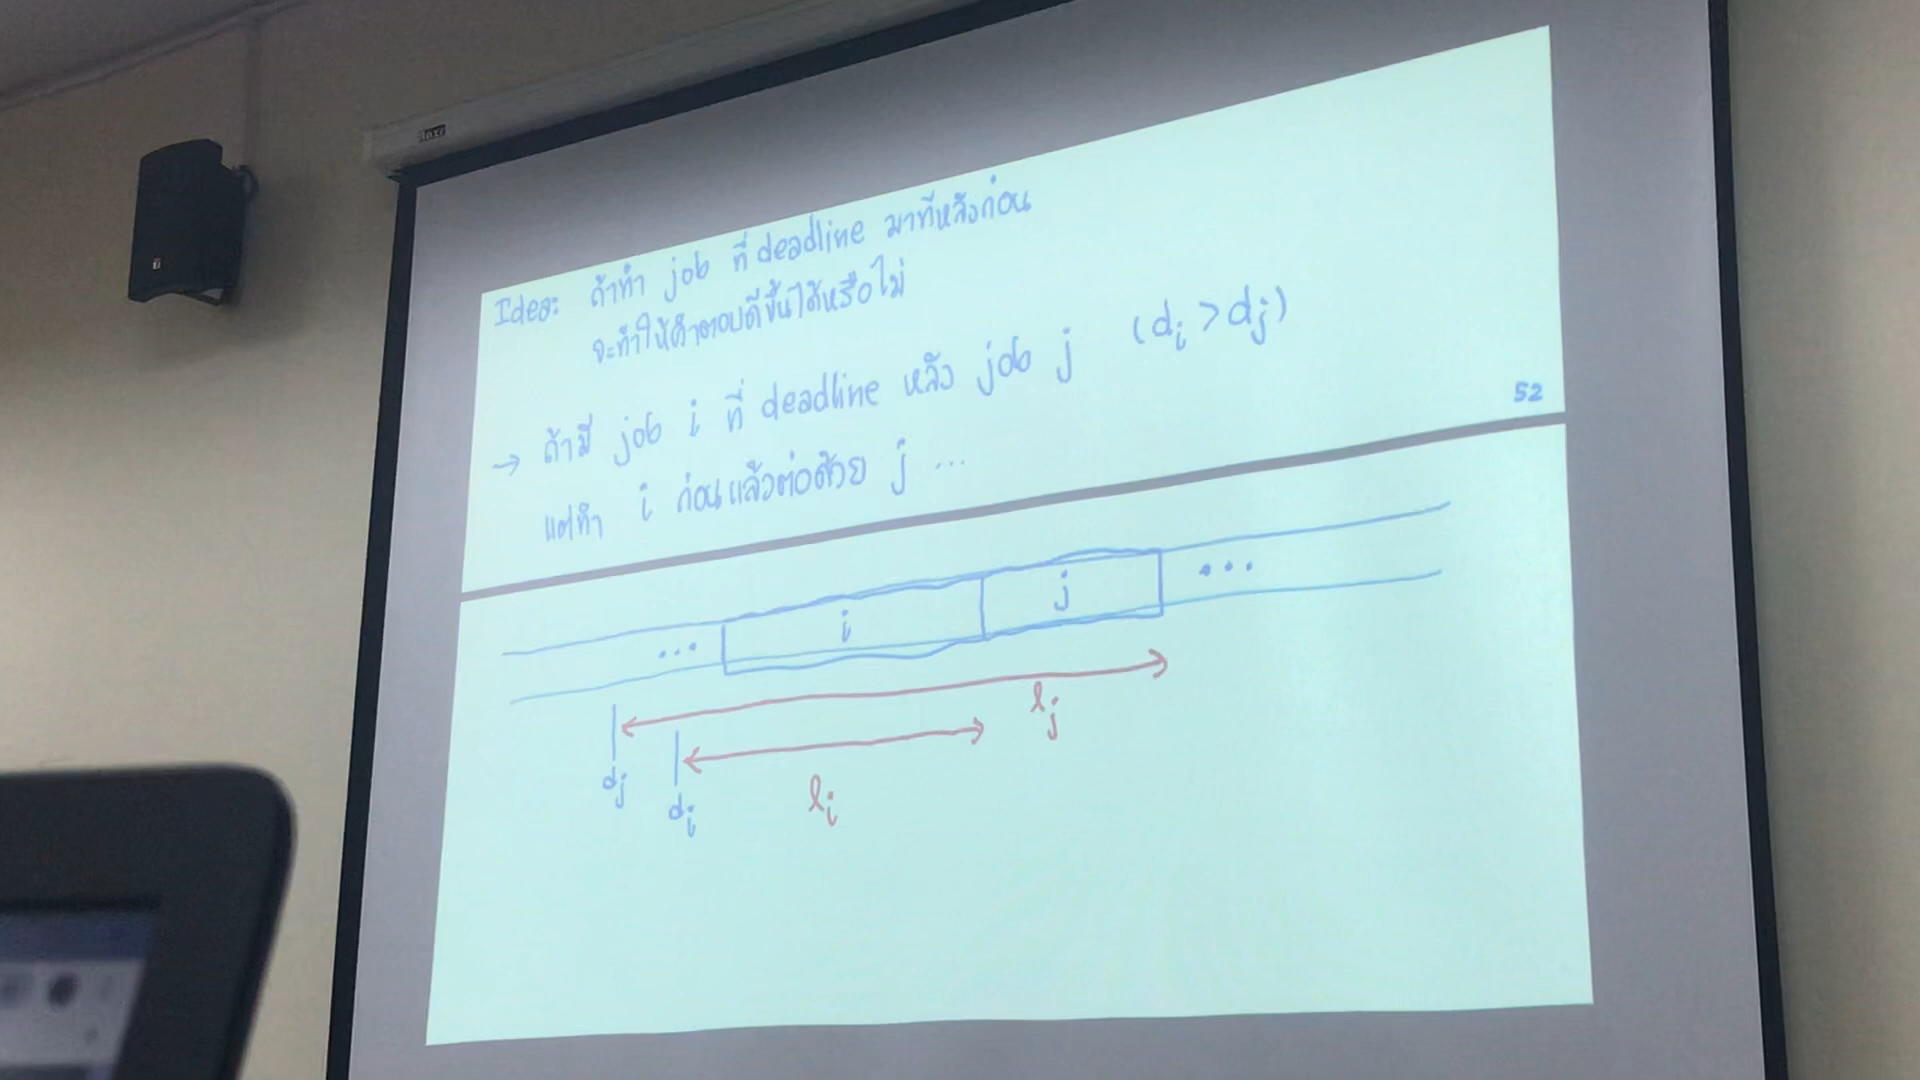 Idea: ถ้าทำ job ที่ deadline มาทีหลังก่อน
จะทำให้คำตอบดีขึ้นได้หรือไม่
→ ถ้ามี job i ที่ deadline หลัง job j (dᵢ > dⱼ)
แต่ทำ i ก่อนแล้วต่อด้วย j ...
52
... i j ...
lⱼ
dⱼ
dᵢ
lᵢ